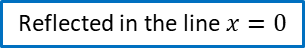 Reflected in the line x = 0